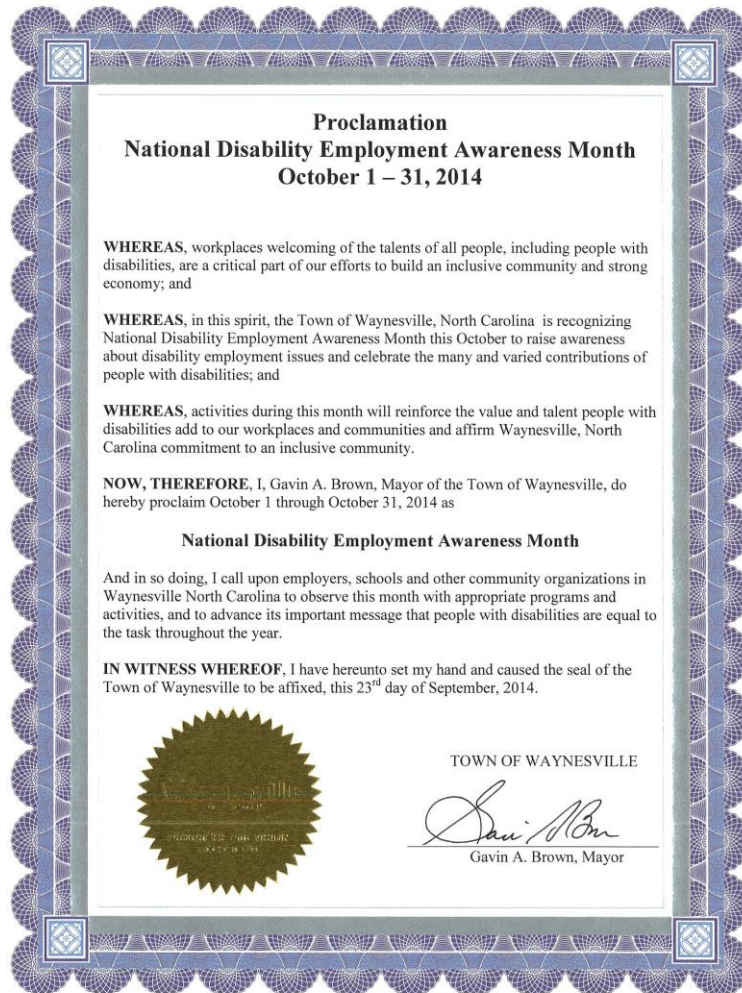 Proclamation
National Disability Employment Awareness Month
October 1 – 31, 2014
WHEREAS, workplaces welcoming of the talents of all people, including people with
disabilities, are a critical part of our efforts to build an inclusive community and strong
economy; and
WHEREAS, in this spirit, the Town of Waynesville, North Carolina is recognizing
National Disability Employment Awareness Month this October to raise awareness
about disability employment issues and celebrate the many and varied contributions of
people with disabilities; and
WHEREAS, activities during this month will reinforce the value and talent people with
disabilities add to our workplaces and communities and affirm Waynesville, North
Carolina commitment to an inclusive community.
NOW, THEREFORE, I, Gavin A. Brown, Mayor of the Town of Waynesville, do
hereby proclaim October 1 through October 31, 2014 as
National Disability Employment Awareness Month
And in so doing, I call upon employers, schools and other community organizations in
Waynesville North Carolina to observe this month with appropriate programs and
activities, and to advance its important message that people with disabilities are equal to
the task throughout the year.
IN WITNESS WHEREOF, I have hereunto set my hand and caused the seal of the
Town of Waynesville to be affixed, this 23rd day of September, 2014.
TOWN OF WAYNESVILLE
Gavin A. Brown, Mayor